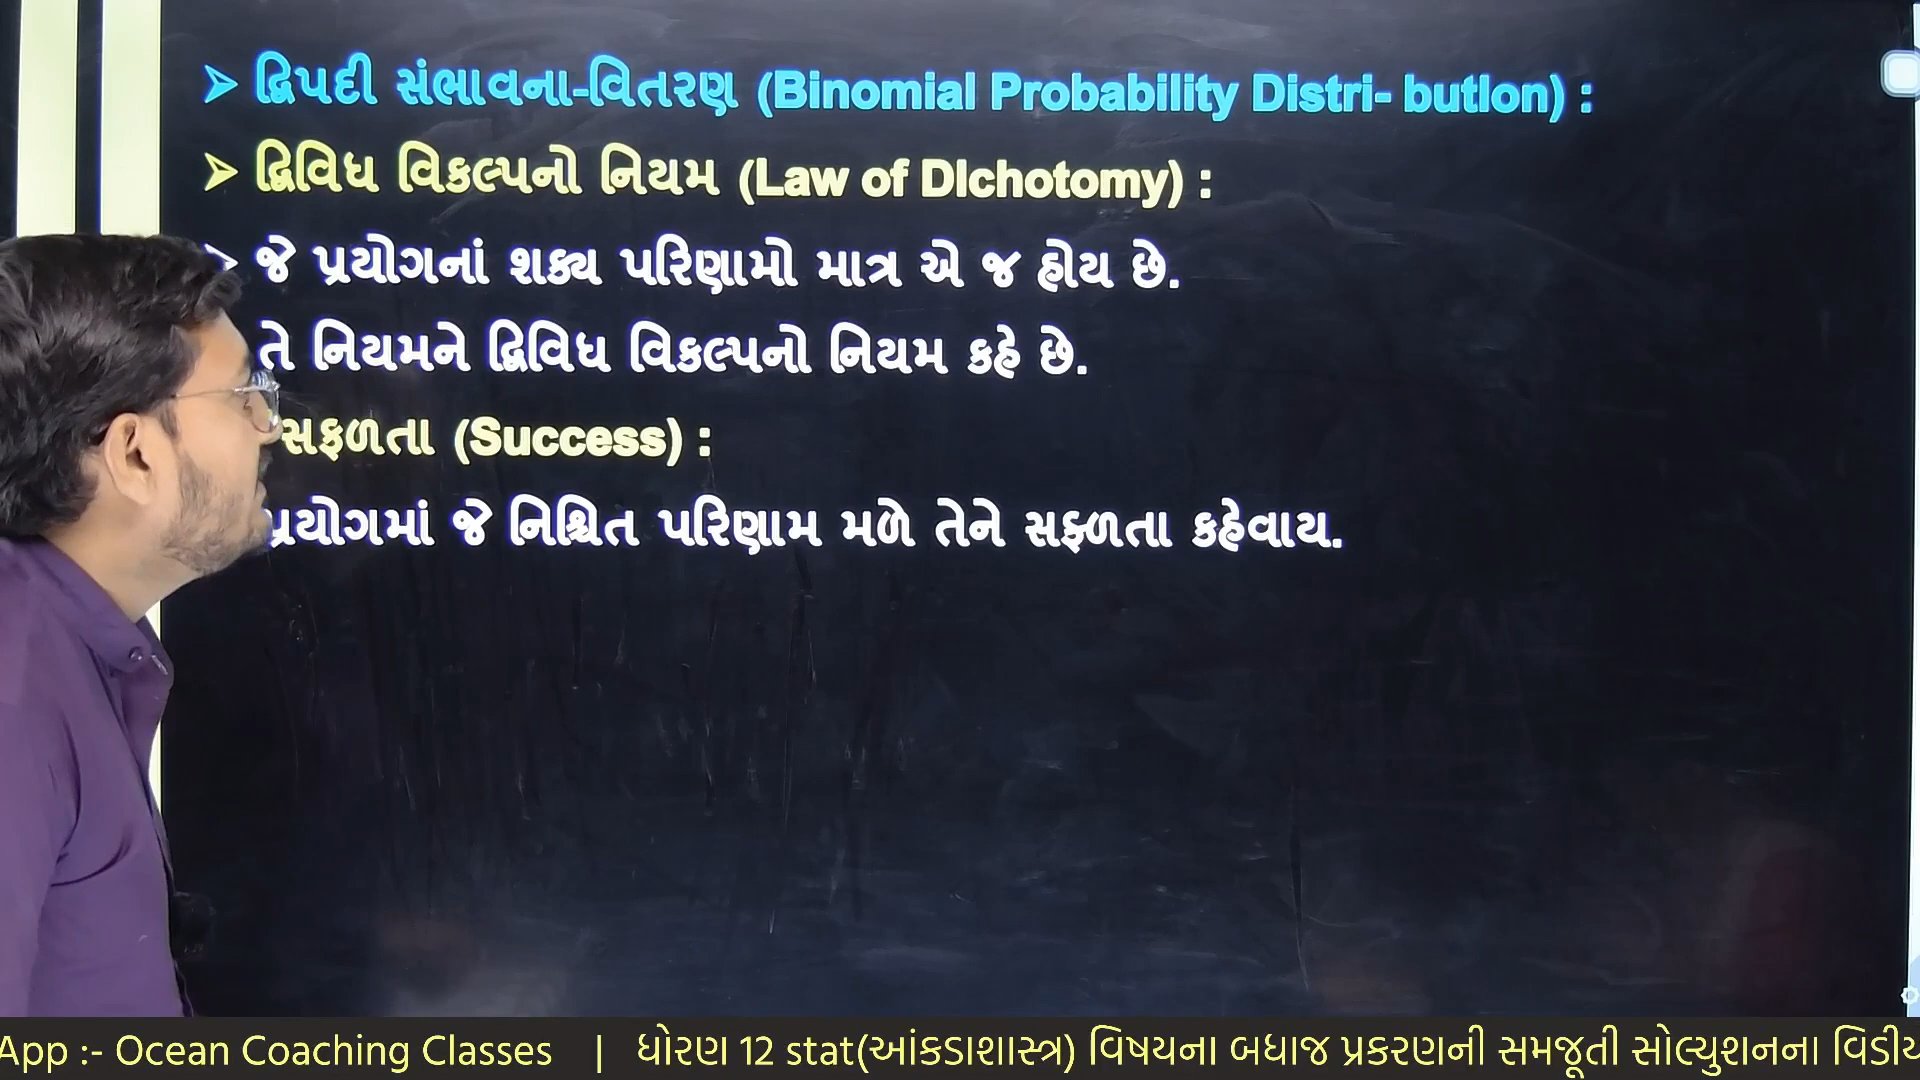 ➤ દ્વિપદી સંભાવના-વિતરણ (Binomial Probability Distri- butIon) :
➤ દ્વિવિધ વિકલ્પનો નિયમ (Law of DIchotomy) :
➤ જે પ્રયોગનાં શક્ય પરિણામો માત્ર એ જ હોય છે.
તે નિયમને દ્વિવિધ વિકલ્પનો નિયમ કહે છે.
સફળતા (Success) :
પ્રયોગમાં જે નિશ્ચિત પરિણામ મળે તેને સફળતા કહેવાય.
App :- Ocean Coaching Classes | ધોરણ 12 stat(આંકડાશાસ્ત્ર) વિષયના બધાજ પ્રકરણની સમજૂતી સોલ્યુશનના